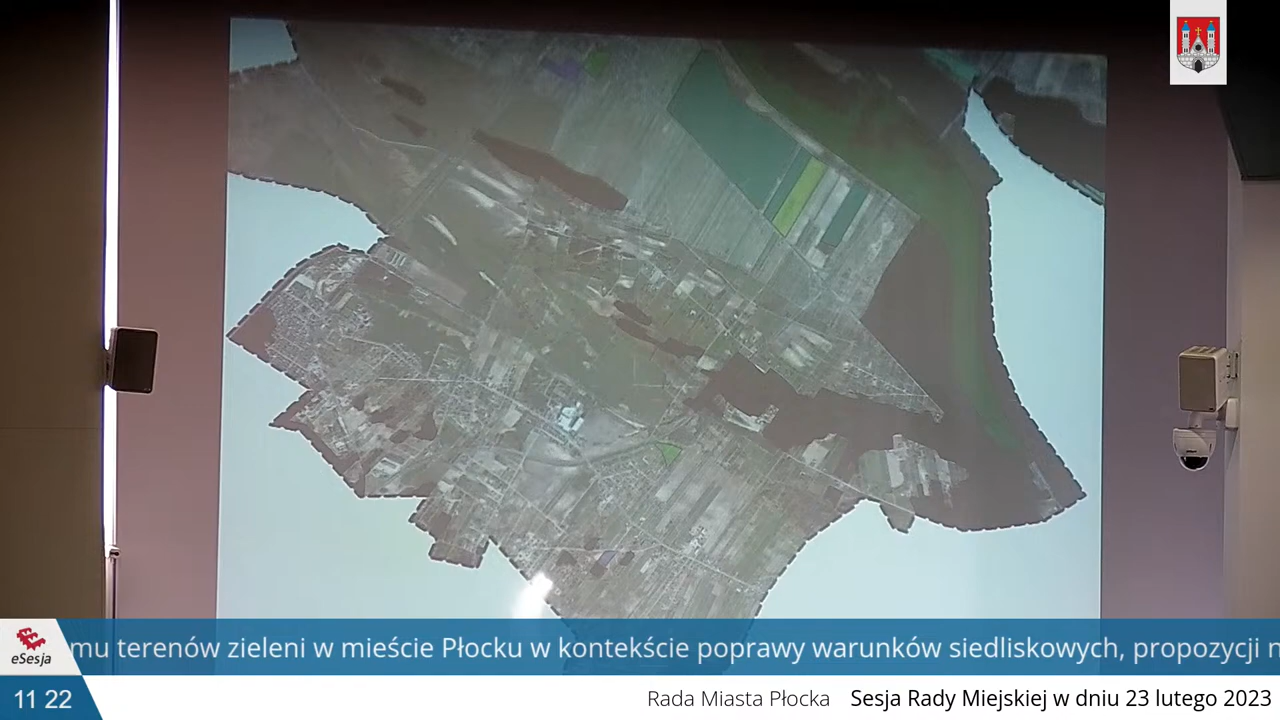 mu terenów zieleni w mieście Płocku w kontekście poprawy warunków siedliskowych, propozycji n
eSesja
11 22
Rada Miasta Płocka Sesja Rady Miejskiej w dniu 23 lutego 2023